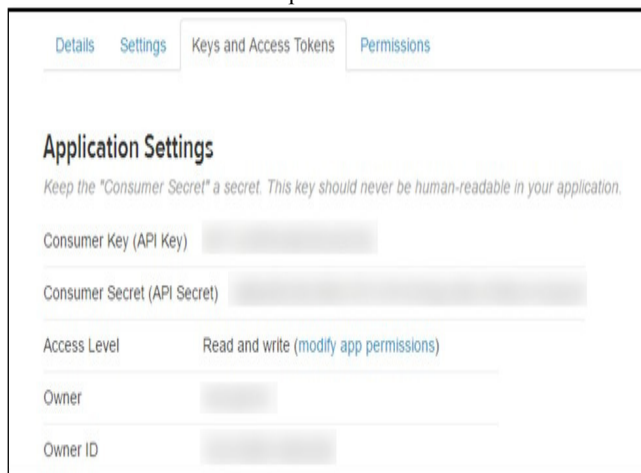 Details Settings Keys and Access Tokens Permissions
Application Settings
Keep the "Consumer Secret" a secret. This key should never be human-readable in your application.
Consumer Key (API Key)
Consumer Secret (API Secret)
Access Level Read and write (modify app permissions)
Owner
Owner ID